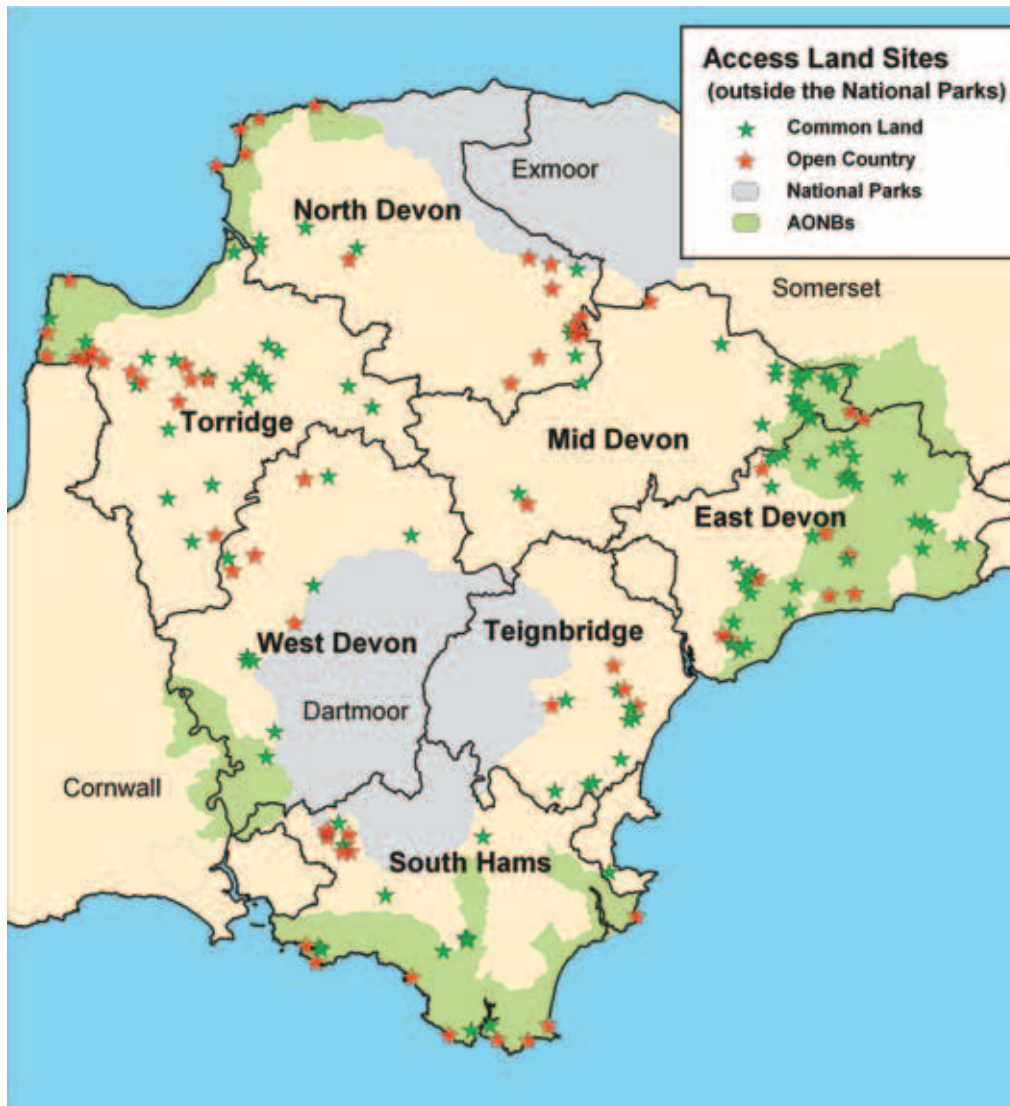 Access Land Sites
(outside the National Parks)
Common Land
Open Country
National Parks
AONBs
Exmoor
North Devon
Somerset
Torridge
Mid Devon
East Devon
West Devon
Teignbridge
Dartmoor
Cornwall
South Hams